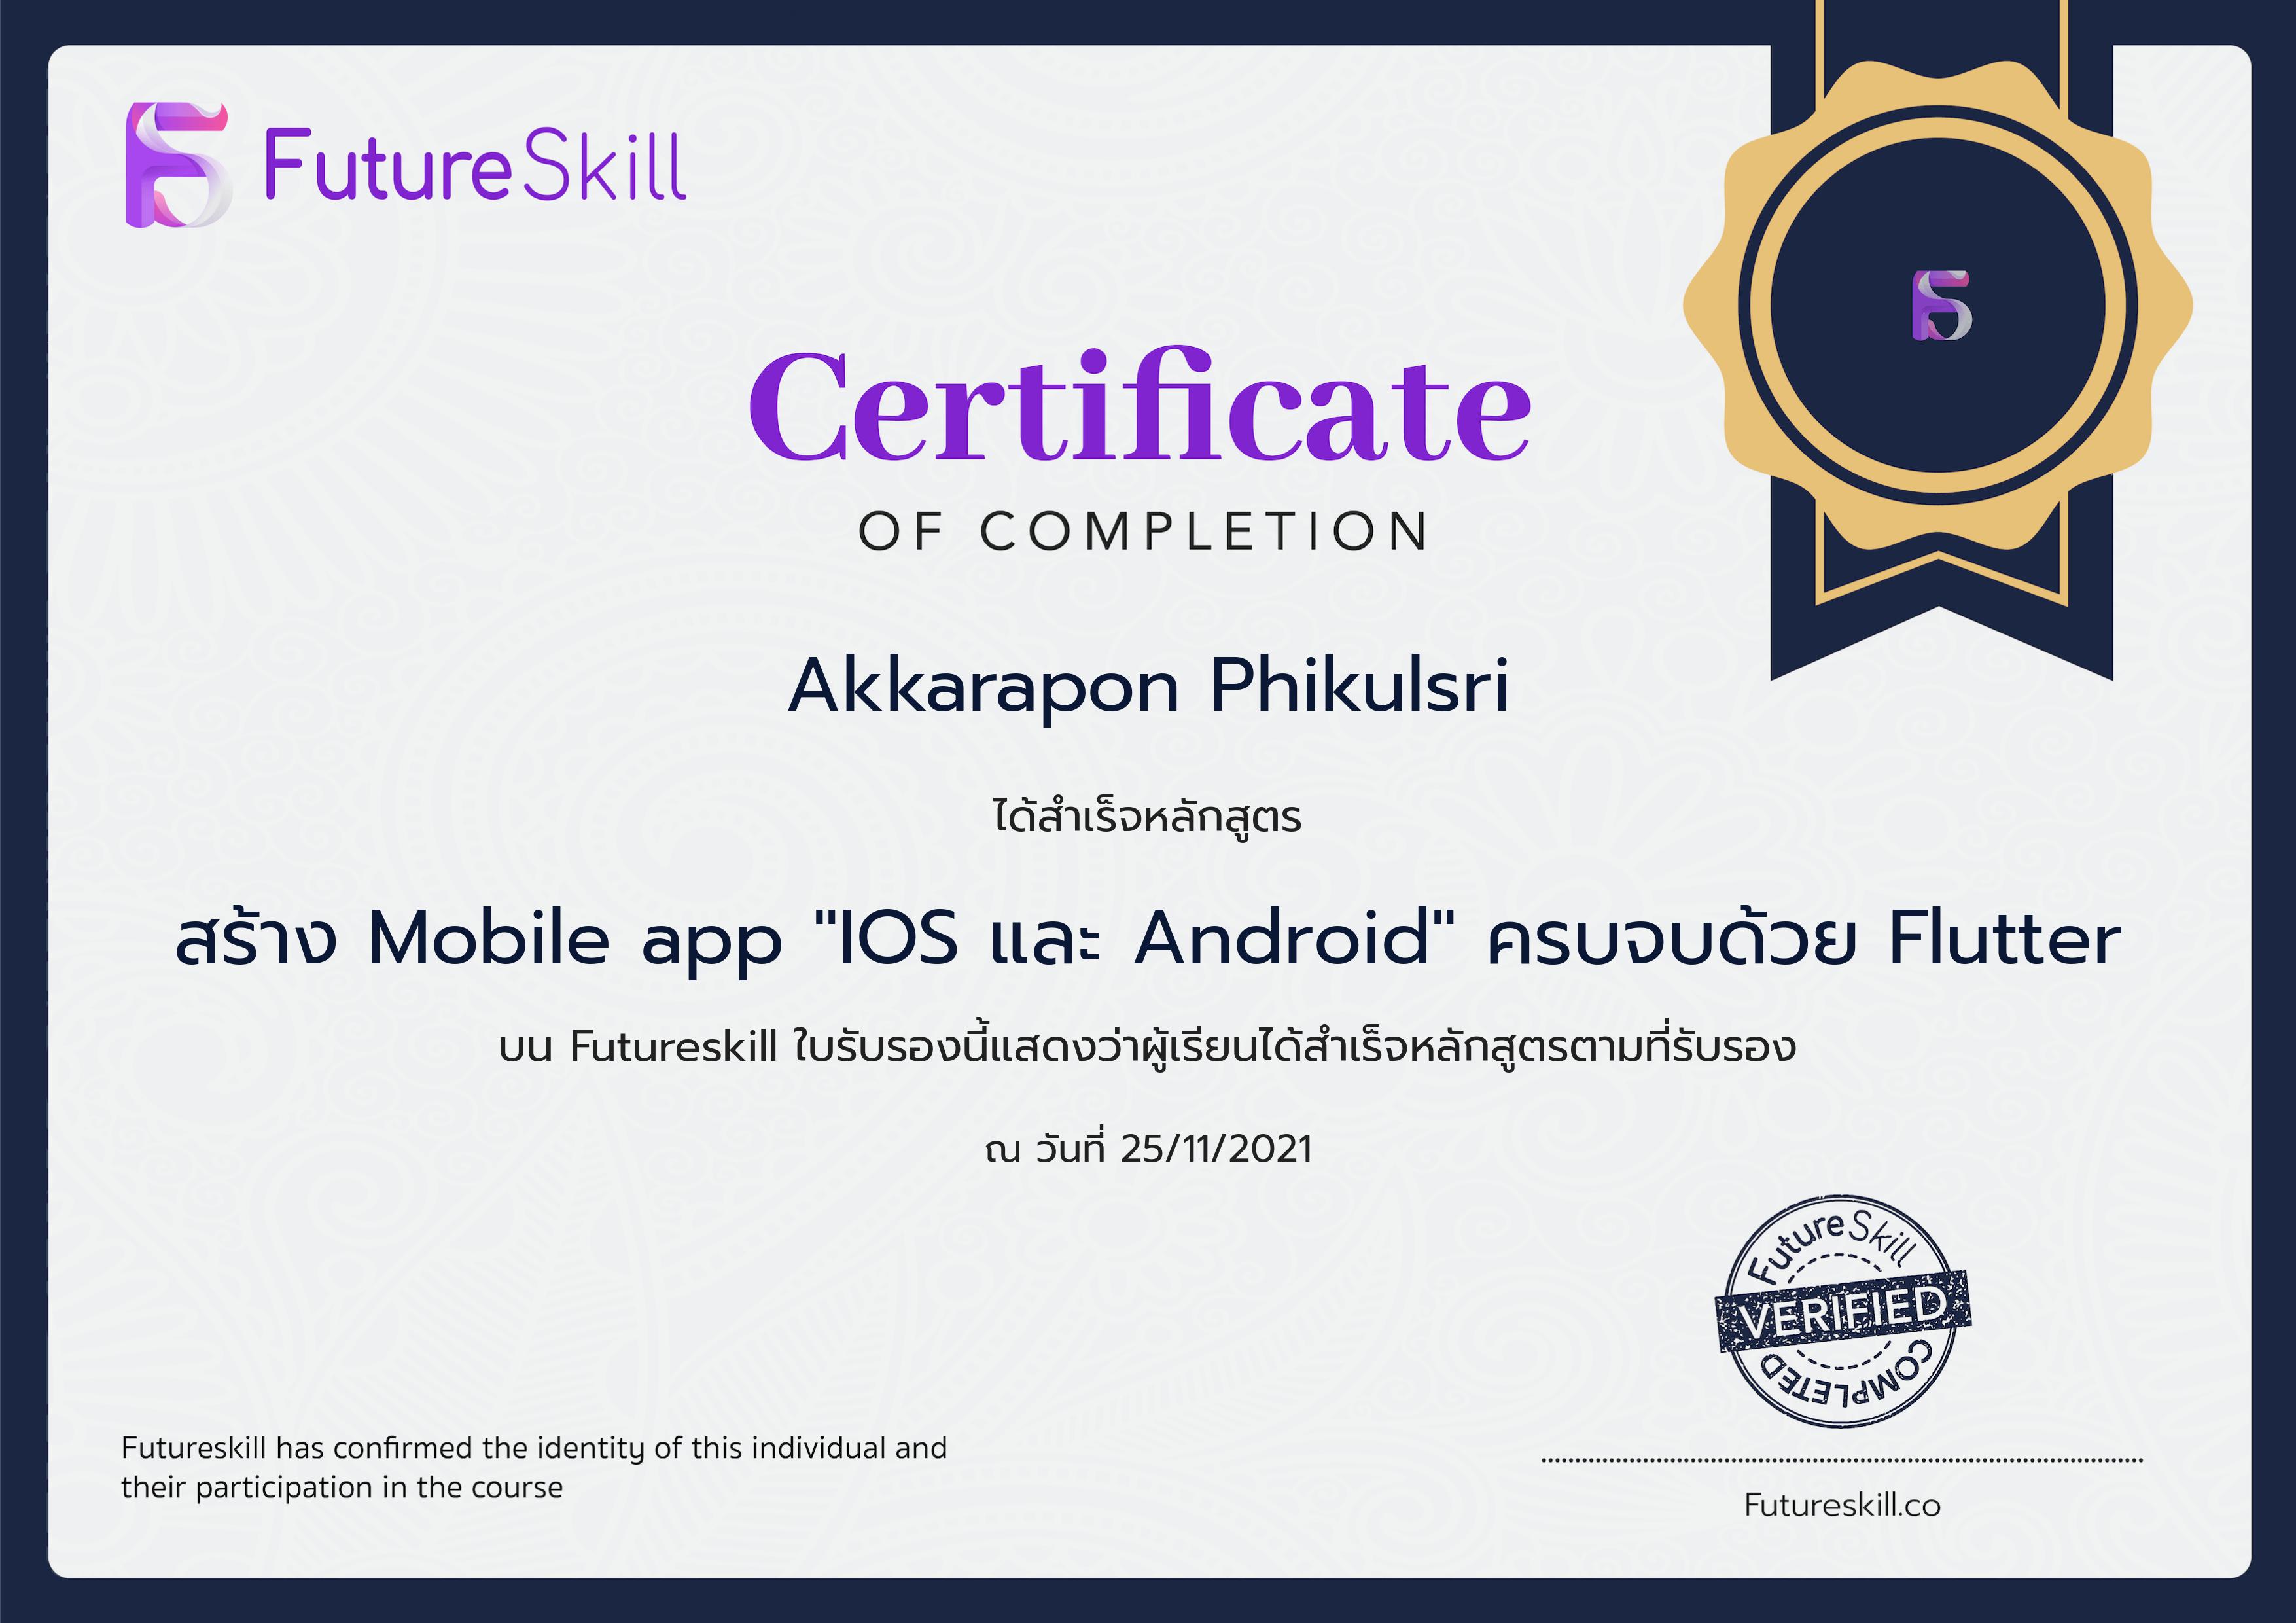 FutureSkill
Certificate
OF COMPLETION
Akkarapon Phikulsri
ได้สำเร็จหลักสูตร
สร้าง Mobile app "IOS และ Android" ครบจบด้วย Flutter
บน Futureskill ใบรับรองนี้แสดงว่าผู้เรียนได้สำเร็จหลักสูตรตามที่รับรอง
ณ วันที่ 25/11/2021
FutureSkill
VERIFIED
COMPLETED
Futureskill has confirmed the identity of this individual and
their participation in the course
Futureskill.co